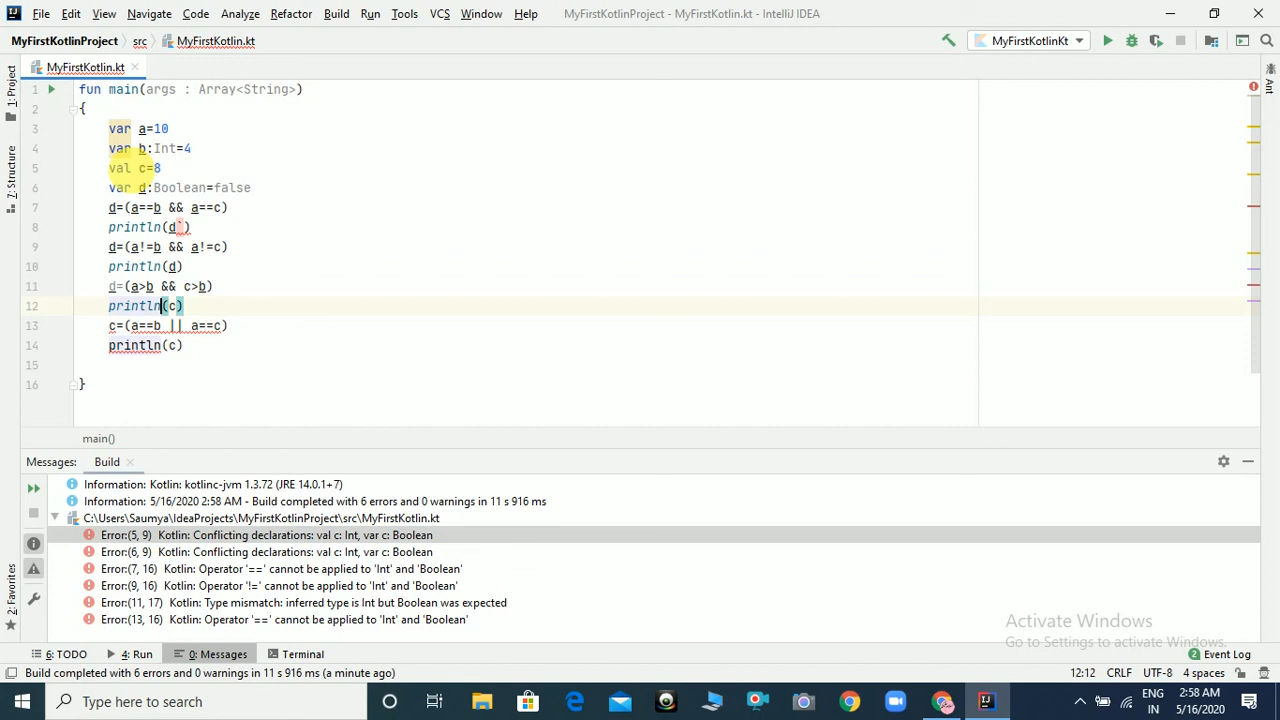 File Edit View Navigate Code Analyze Refactor Build Run Tools VCS Window Help MyFirstKotlinProject - MyFirstKotlin.kt - IntelliJ IDEA
MyFirstKotlinProject src MyFirstKotlin.kt MyFirstKotlinKt
MyFirstKotlin.kt
1: Project
7: Structure
2: Favorites
Ant
1 fun main(args : Array<String>)
2 {
3 var a=10
4 var b:Int=4
5 val c=8
6 var d:Boolean=false
7 d=(a==b && a==c)
8 println(d`)
9 d=(a!=b && a!=c)
10 println(d)
11 d=(a>b && c>b)
12 println(c)
13 c=(a==b || a==c)
14 println(c)
15
16 }
main()
Messages: Build
Information: Kotlin: kotlinc-jvm 1.3.72 (JRE 14.0.1+7)
Information: 5/16/2020 2:58 AM - Build completed with 6 errors and 0 warnings in 11 s 916 ms
C:\Users\Saumya\IdeaProjects\MyFirstKotlinProject\src\MyFirstKotlin.kt
Error:(5, 9) Kotlin: Conflicting declarations: val c: Int, var c: Boolean
Error:(6, 9) Kotlin: Conflicting declarations: val c: Int, var c: Boolean
Error:(7, 16) Kotlin: Operator '==' cannot be applied to 'Int' and 'Boolean'
Error:(9, 16) Kotlin: Operator '!=' cannot be applied to 'Int' and 'Boolean'
Error:(11, 17) Kotlin: Type mismatch: inferred type is Int but Boolean was expected
Error:(13, 16) Kotlin: Operator '==' cannot be applied to 'Int' and 'Boolean'
Activate Windows
Go to Settings to activate Windows.
6: TODO 4: Run 0: Messages Terminal 2 Event Log
Build completed with 6 errors and 0 warnings in 11 s 916 ms (a minute ago) 12:12 CRLF UTF-8 4 spaces
Type here to search
ENG
IN
2:58 AM
5/16/2020